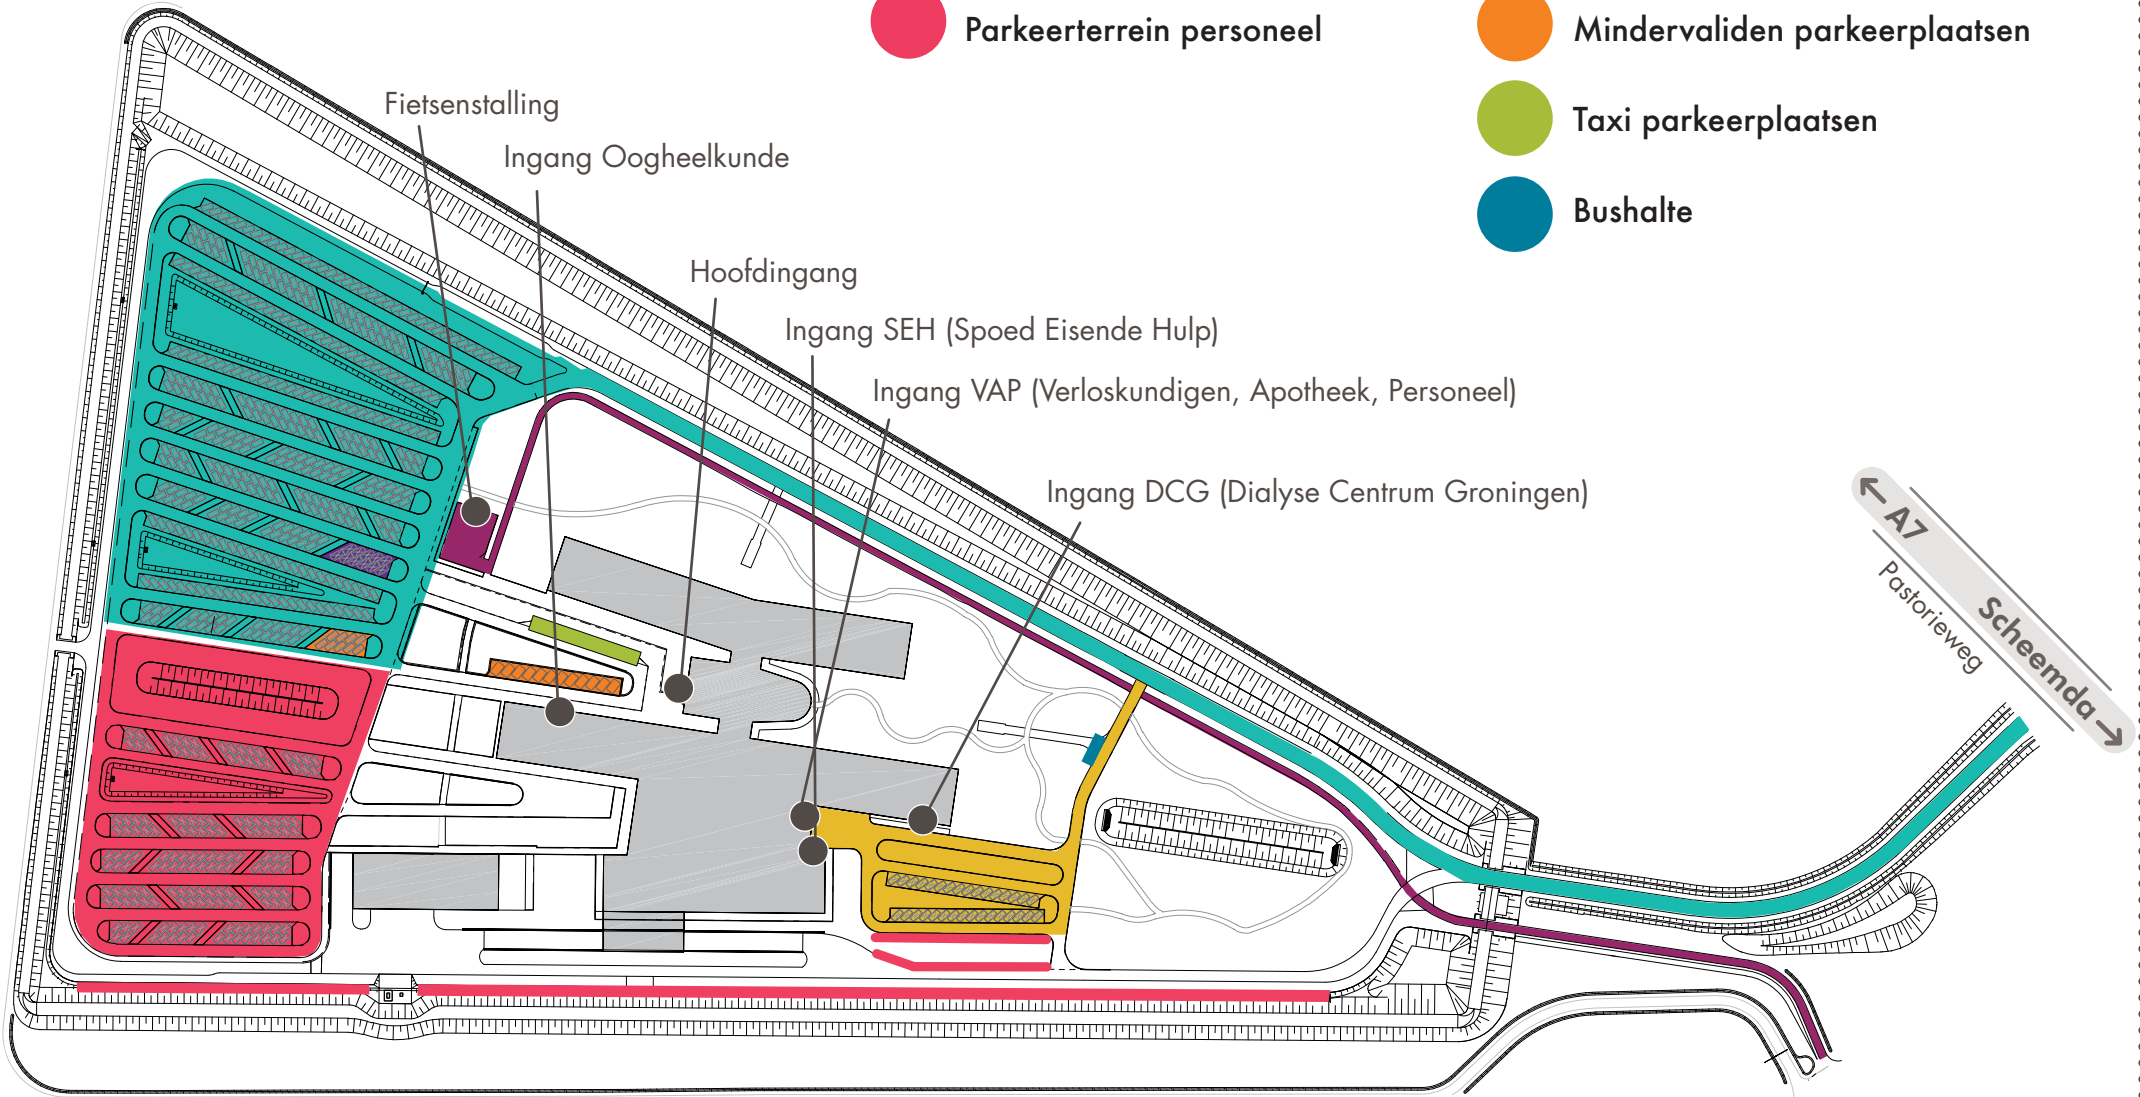 Parkeerterrein personeel
Mindervaliden parkeerplaatsen
Taxi parkeerplaatsen
Bushalte
Fietsenstalling
Ingang Oogheelkunde
Hoofdingang
Ingang SEH (Spoed Eisende Hulp)
Ingang VAP (Verloskundigen, Apotheek, Personeel)
Ingang DCG (Dialyse Centrum Groningen)
← A7
Scheemda →
Pastorieweg